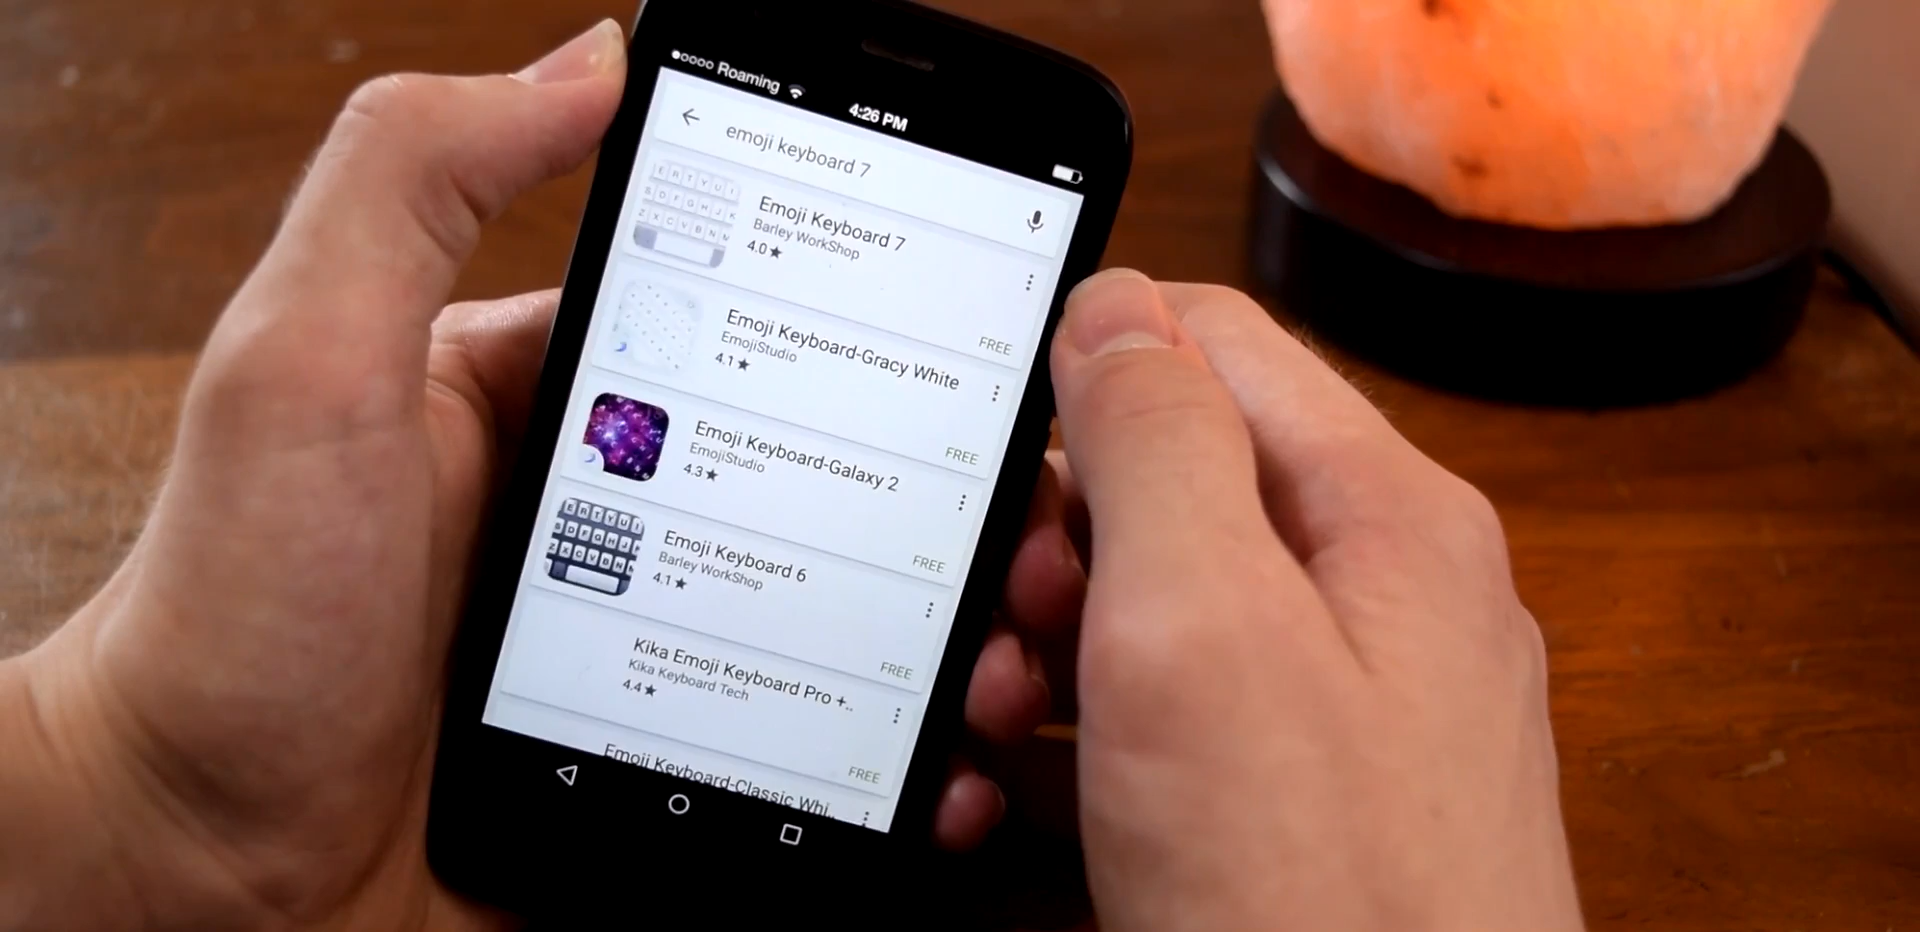 Roaming
4:26 PM
emoji keyboard 7
Emoji Keyboard 7
Barley WorkShop
4.0★
FREE
Emoji Keyboard-Gracy White
EmojiStudio
4.1★
FREE
Emoji Keyboard-Galaxy 2
EmojiStudio
4.3★
FREE
Emoji Keyboard 6
Barley WorkShop
4.1★
FREE
Kika Emoji Keyboard Pro +..
Kika Keyboard Tech
4.4★
FREE
Emoji Keyboard-Classic Whi..